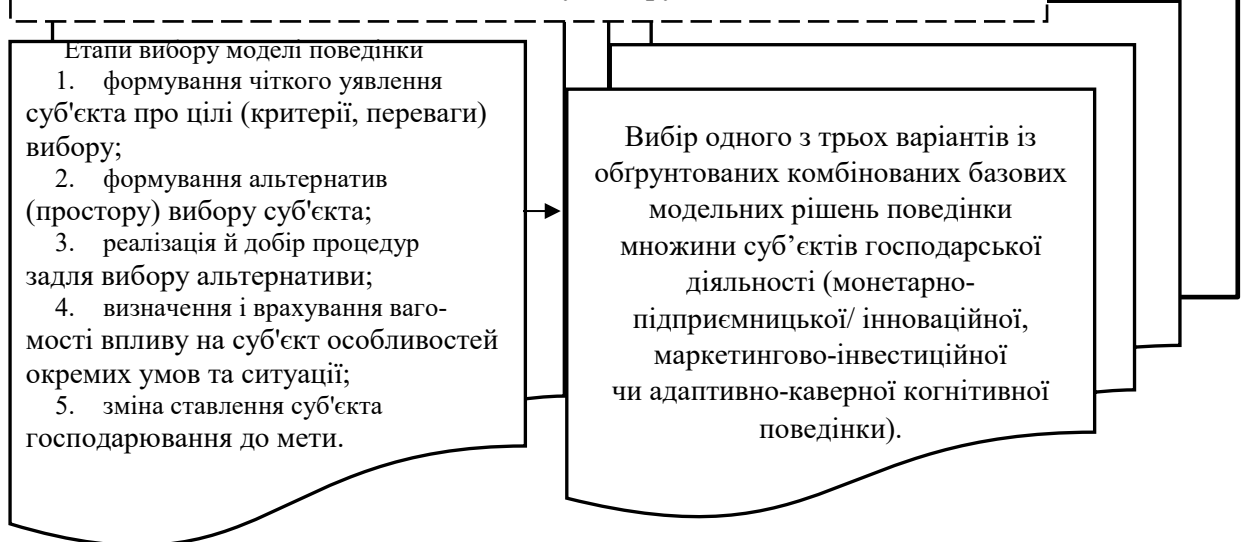 Етапи вибору моделі поведінки
1. формування чіткого уявлення
суб'єкта про цілі (критерії, переваги)
вибору;
2. формування альтернатив
(простору) вибору суб'єкта;
3. реалізація й добір процедур
задля вибору альтернативи;
4. визначення і врахування ваго-
мості впливу на суб'єкт особливостей
окремих умов та ситуації;
5. зміна ставлення суб'єкта
господарювання до мети.
Вибір одного з трьох варіантів із
обґрунтованих комбінованих базових
модельних рішень поведінки
множини суб’єктів господарської
діяльності (монетарно-
підприємницької/ інноваційної,
маркетингово-інвестиційної
чи адаптивно-каверної когнітивної
поведінки).